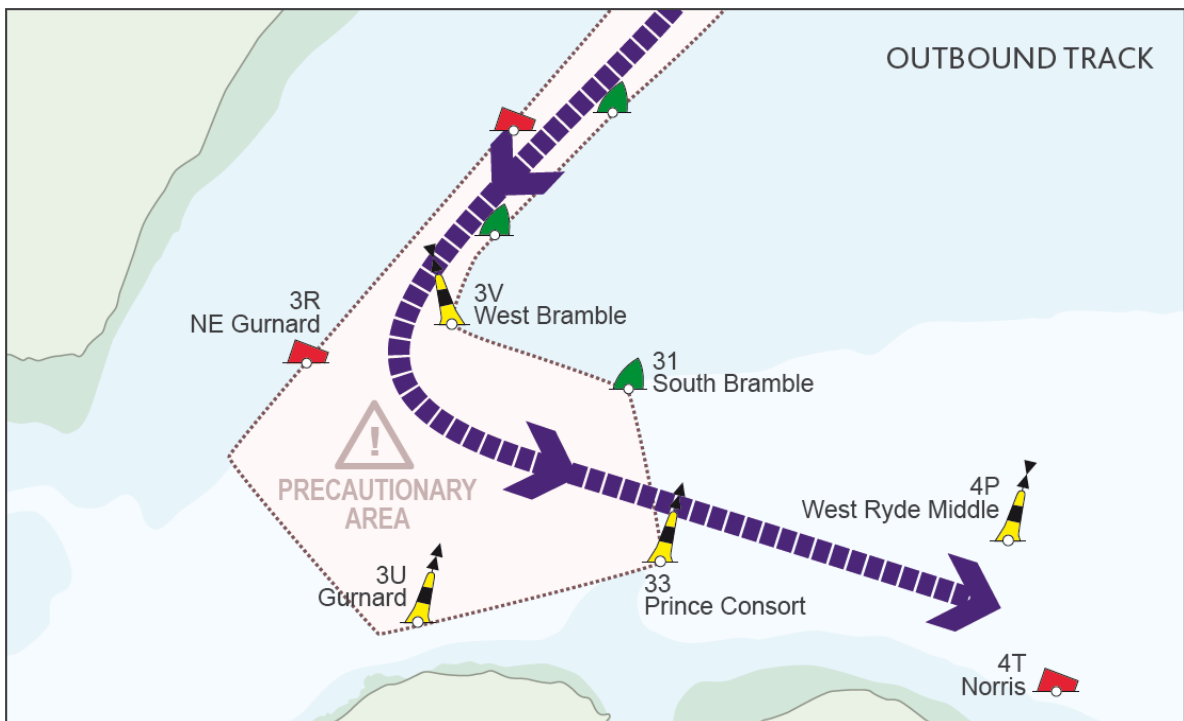 OUTBOUND TRACK
3R
NE Gurnard
3V
West Bramble
31
South Bramble
!
PRECAUTIONARY
AREA
4P
West Ryde Middle
3U
Gurnard
33
Prince Consort
4T
Norris